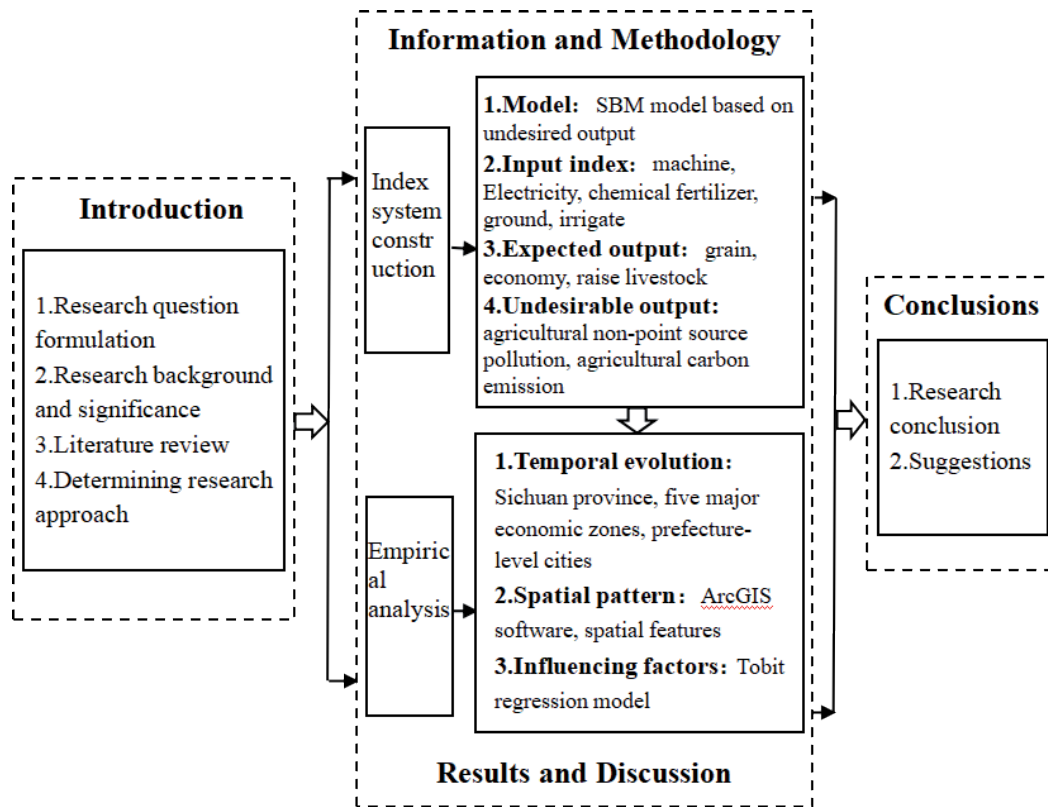 Introduction
1.Research question
formulation
2.Research background
and significance
3.Literature review
4.Determining research
approach
Information and Methodology
Index
system
constr
uction
1.Model: SBM model based on
undesired output
2.Input index: machine,
Electricity, chemical fertilizer,
ground, irrigate
3.Expected output: grain,
economy, raise livestock
4.Undesirable output:
agricultural non-point source
pollution, agricultural carbon
emission
Empiric
al
analysis
1.Temporal evolution:
Sichuan province, five major
economic zones, prefecture-
level cities
2.Spatial pattern: ArcGIS
software, spatial features
3.Influencing factors: Tobit
regression model
Results and Discussion
Conclusions
1.Research
conclusion
2.Suggestions